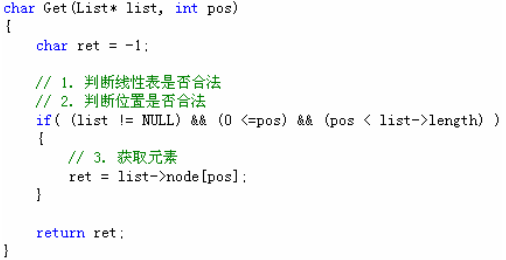 char Get(List* list, int pos)
{
    char ret = -1;
    // 1. 判断线性表是否合法
    // 2. 判断位置是否合法
    if( (list != NULL) && (0 <=pos) && (pos < list->length) )
    {
        // 3. 获取元素
        ret = list->node[pos];
    }
    return ret;
}